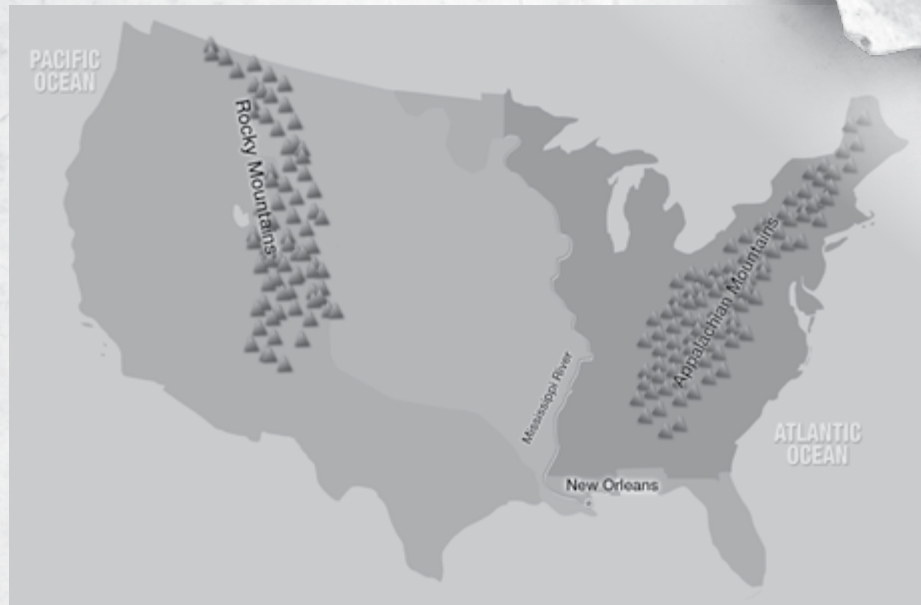 PACIFIC
OCEAN
Rocky Mountains
Appalachian Mountains
Mississippi River
ATLANTIC
OCEAN
New Orleans